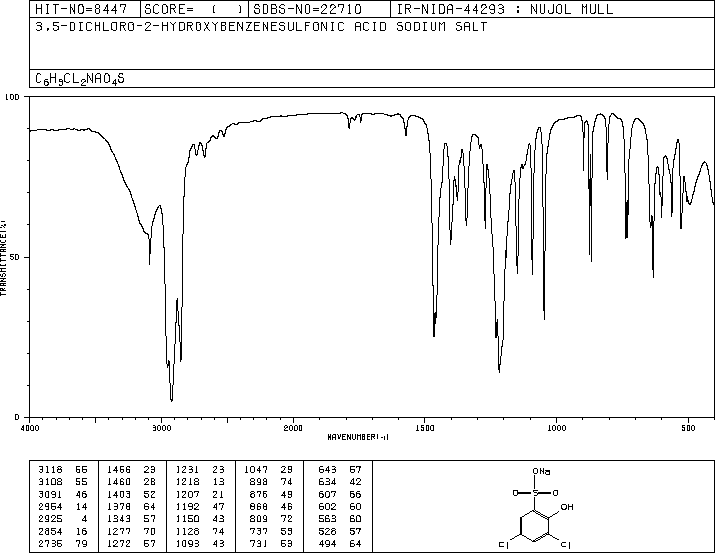 HIT-NO=8447 SCORE= ( ) SDBS-NO=22710 IR-NIDA-44293 : NUJOL MULL
3,5-DICHLORO-2-HYDROXYBENZENESULFONIC ACID SODIUM SALT
C6H3CL2NAO4S
100
50
0
TRANSMITTANCE(%)
4000 3000 2000 1500 1000 500
WAVENUMBER(-1)
3118 66 1466 29 1231 23 1047 29 643 57
3108 55 1460 28 1218 13 898 74 634 42
3091 46 1403 52 1207 21 876 49 607 66
2954 14 1378 64 1192 47 868 46 602 60
2925 4 1343 57 1150 43 809 72 563 60
2854 16 1277 70 1128 74 737 55 528 57
2735 79 1272 57 1093 43 731 53 494 64
ONa
O S O
OH
Cl Cl